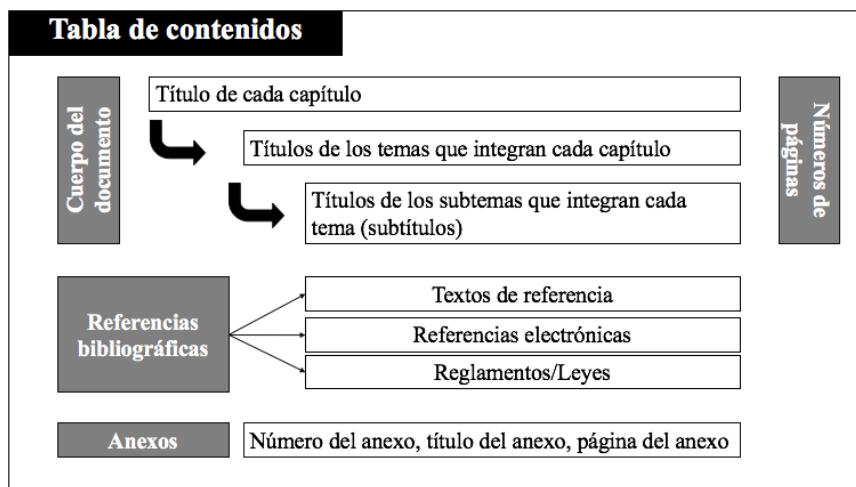 Tabla de contenidos
Cuerpo del
documento
Título de cada capítulo
Títulos de los temas que integran cada capítulo
Títulos de los subtemas que integran cada
tema (subtítulos)
Números de
páginas
Referencias
bibliográficas
Textos de referencia
Referencias electrónicas
Reglamentos/Leyes
Anexos
Número del anexo, título del anexo, página del anexo